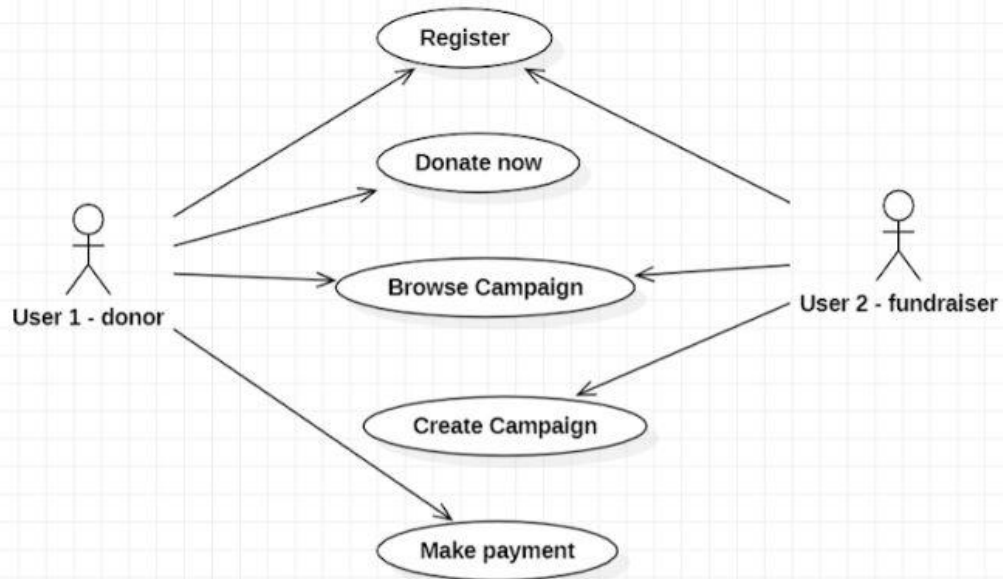 Register
Donate now
Browse Campaign
User 1 - donor
User 2 - fundraiser
Create Campaign
Make payment